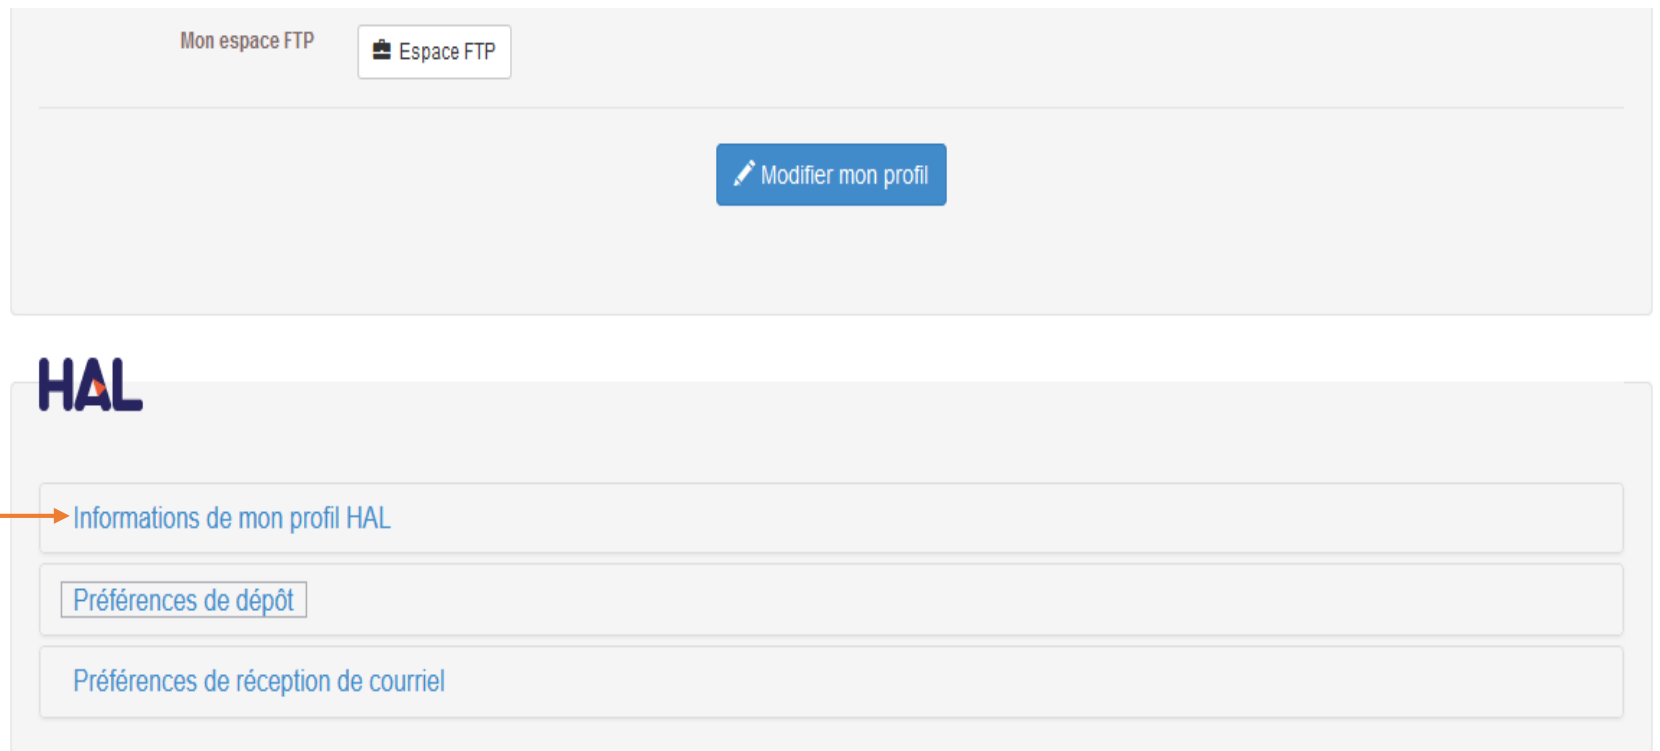 Mon espace FTP
Espace FTP
Modifier mon profil
HAL
Informations de mon profil HAL
Préférences de dépôt
Préférences de réception de courriel